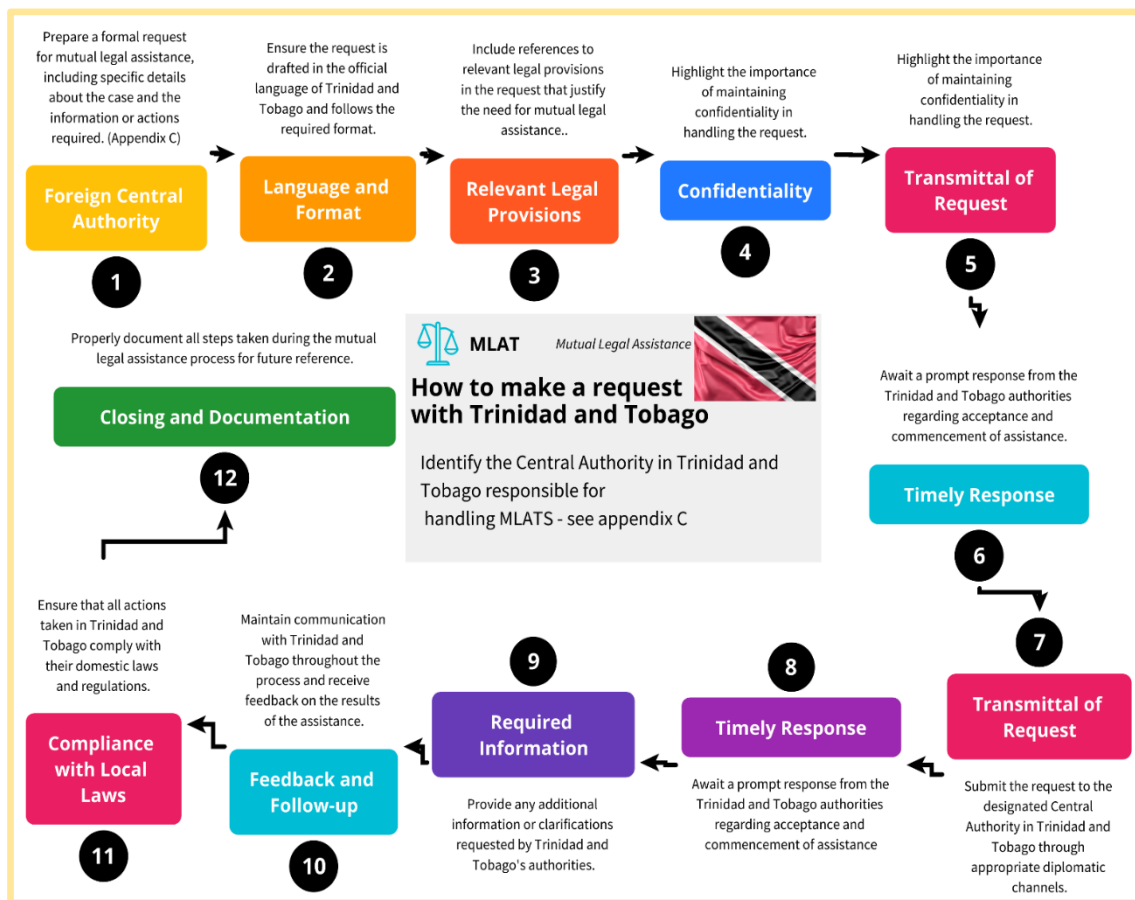 Prepare a formal request
for mutual legal assistance,
including specific details
about the case and the
information or actions
required. (Appendix C)
Foreign Central
Authority
1
Ensure the request is
drafted in the official
language of Trinidad and
Tobago and follows the
required format.
Language and
Format
2
Include references to
relevant legal provisions
in the request that justify
the need for mutual legal
assistance..
Relevant Legal
Provisions
3
Highlight the importance
of maintaining
confidentiality in
handling the request.
Confidentiality
4
Highlight the importance
of maintaining
confidentiality in
handling the request.
Transmittal of
Request
5
MLAT
Mutual Legal Assistance
How to make a request
with Trinidad and Tobago
Identify the Central Authority in Trinidad and
Tobago responsible for
handling MLATS - see appendix C
Await a prompt response from the
Trinidad and Tobago authorities
regarding acceptance and
commencement of assistance.
Timely Response
6
7
Transmittal of
Request
Submit the request to the
designated Central
Authority in Trinidad and
Tobago through
appropriate diplomatic
channels.
8
Timely Response
Await a prompt response from the
Trinidad and Tobago authorities
regarding acceptance and
commencement of assistance
9
Required
Information
Provide any additional
information or clarifications
requested by Trinidad and
Tobago's authorities.
Maintain communication
with Trinidad and
Tobago throughout the
process and receive
feedback on the results
of the assistance.
Feedback and
Follow-up
10
Ensure that all actions
taken in Trinidad and
Tobago comply with
their domestic laws
and regulations.
Compliance
with Local
Laws
11
Properly document all steps taken during the mutual
legal assistance process for future reference.
Closing and Documentation
12